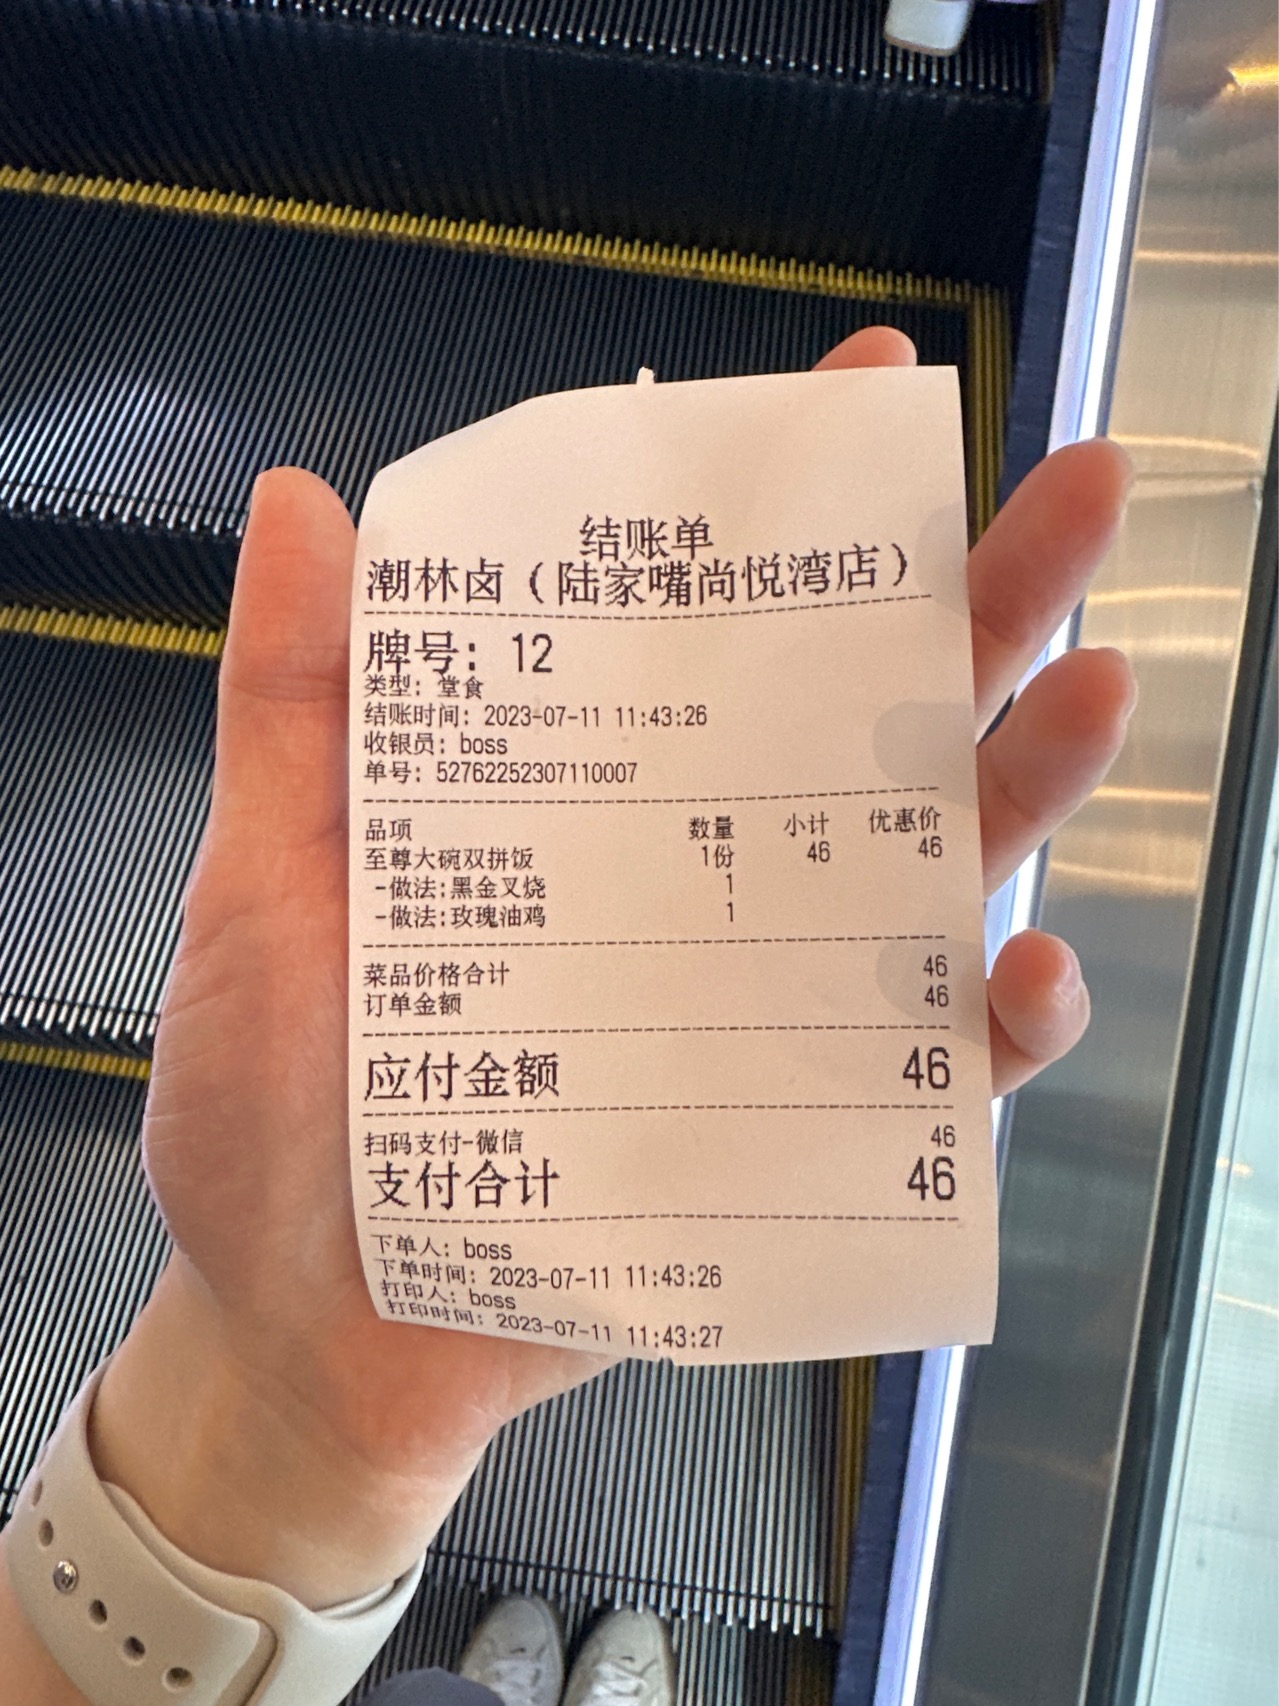 结账单
潮林卤（陆家嘴尚悦湾店）
牌号: 12
类型: 堂食
结账时间: 2023-07-11 11:43:26
收银员: boss
单号: 52762252307110007
品项 数量 小计 优惠价
至尊大碗双拼饭 1份 46 46
-做法:黑金叉烧 1
-做法:玫瑰油鸡 1
菜品价格合计 46
订单金额 46
应付金额 46
扫码支付-微信 46
支付合计 46
下单人: boss
下单时间: 2023-07-11 11:43:26
打印人: boss
打印时间: 2023-07-11 11:43:27